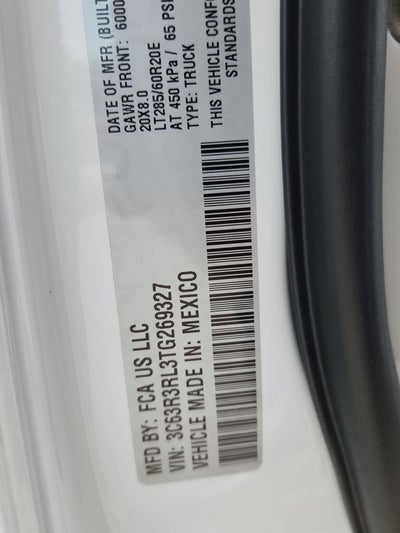 MFD BY: FCA US LLC
VIN: 3C63R3RL3TG269327
VEHICLE MADE IN: MEXICO
DATE OF MFR (BUILT
GAWR FRONT: 6000
20X8.0
LT285/60R20E
AT 450 kPa / 65 PSI
TYPE: TRUCK
THIS VEHICLE CONFO
STANDARDS